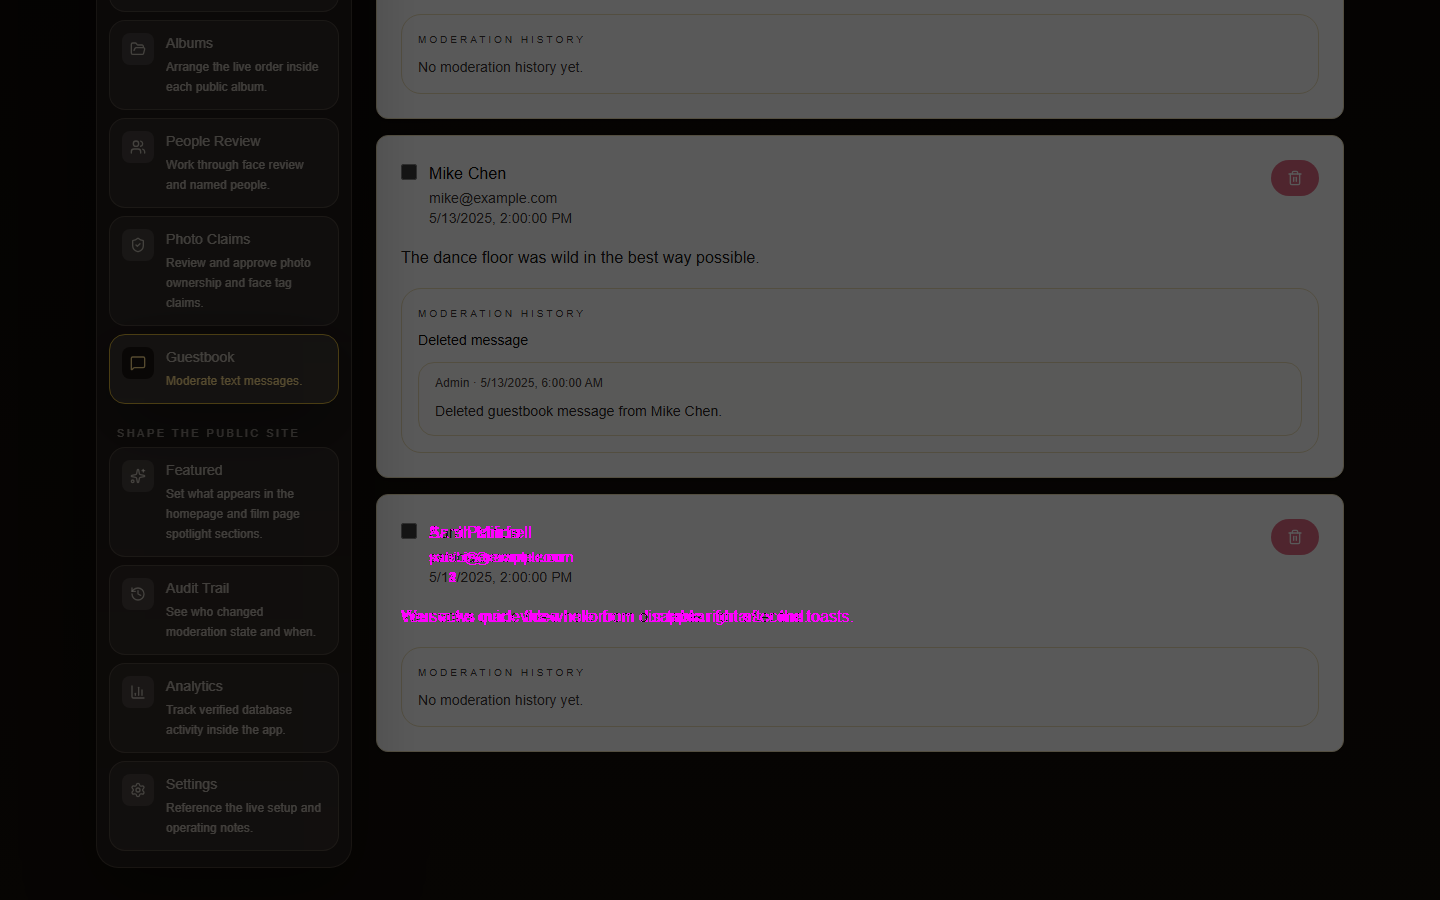 Albums
Arrange the live order inside
each public album.
People Review
Work through face review
and named people.
Photo Claims
Review and approve photo
ownership and face tag
claims.
Guestbook
Moderate text messages.
SHAPE THE PUBLIC SITE
Featured
Set what appears in the
homepage and film page
spotlight sections.
Audit Trail
See who changed
moderation state and when.
Analytics
Track verified database
activity inside the app.
Settings
Reference the live setup and
operating notes.
MODERATION HISTORY
No moderation history yet.
Mike Chen
mike@example.com
5/13/2025, 2:00:00 PM
The dance floor was wild in the best way possible.
MODERATION HISTORY
Deleted message
Admin · 5/13/2025, 6:00:00 AM
Deleted guestbook message from Mike Chen.
/2025, 2:00:00 PM
toasts
MODERATION HISTORY
No moderation history yet.